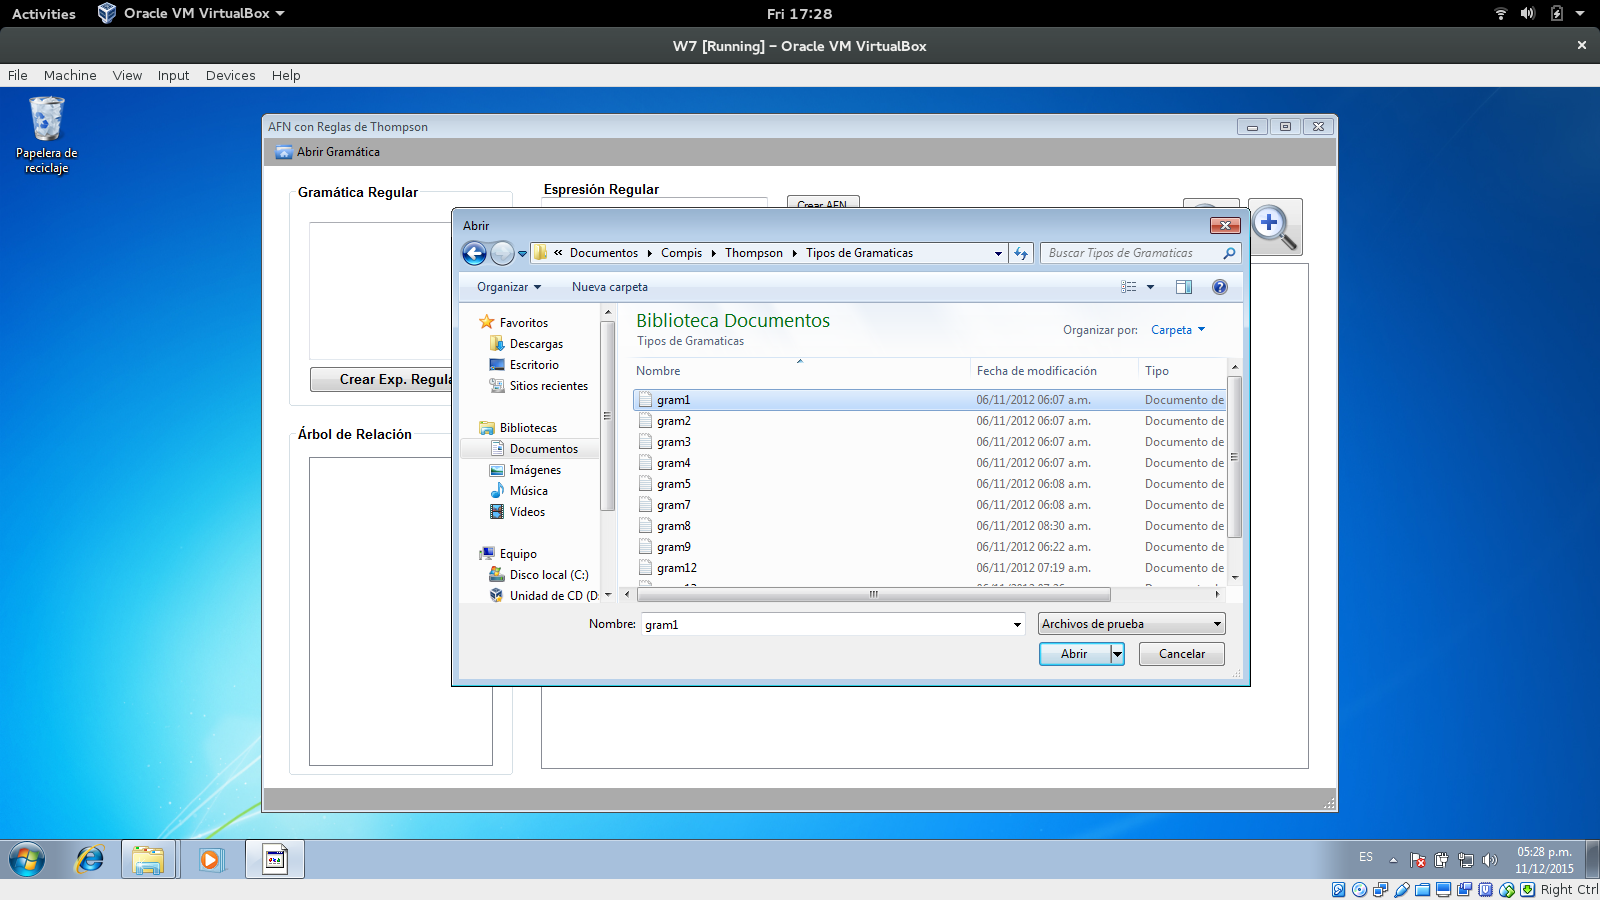 Activities Oracle VM VirtualBox Fri 17:28
W7 [Running] – Oracle VM VirtualBox
File Machine View Input Devices Help
Papelera de
reciclaje
AFN con Reglas de Thompson
Abrir Gramática
Gramática Regular
Espresión Regular
Crear AFN
Crear Exp. Regula
Árbol de Relación
Abrir
« Documentos Compis Thompson Tipos de Gramaticas
Buscar Tipos de Gramaticas
Organizar Nueva carpeta
Favoritos
Descargas
Escritorio
Sitios recientes
Bibliotecas
Documentos
Imágenes
Música
Vídeos
Equipo
Disco local (C:)
Unidad de CD (D:
Biblioteca Documentos
Tipos de Gramaticas
Organizar por: Carpeta
Nombre Fecha de modificación Tipo
gram1 06/11/2012 06:07 a.m. Documento de
gram2 06/11/2012 06:07 a.m. Documento de
gram3 06/11/2012 06:07 a.m. Documento de
gram4 06/11/2012 06:07 a.m. Documento de
gram5 06/11/2012 06:08 a.m. Documento de
gram7 06/11/2012 06:08 a.m. Documento de
gram8 06/11/2012 08:30 a.m. Documento de
gram9 06/11/2012 06:22 a.m. Documento de
gram12 06/11/2012 07:19 a.m. Documento de
Nombre: gram1 Archivos de prueba
Abrir Cancelar
ES
05:28 p.m.
11/12/2015
Right Ctrl